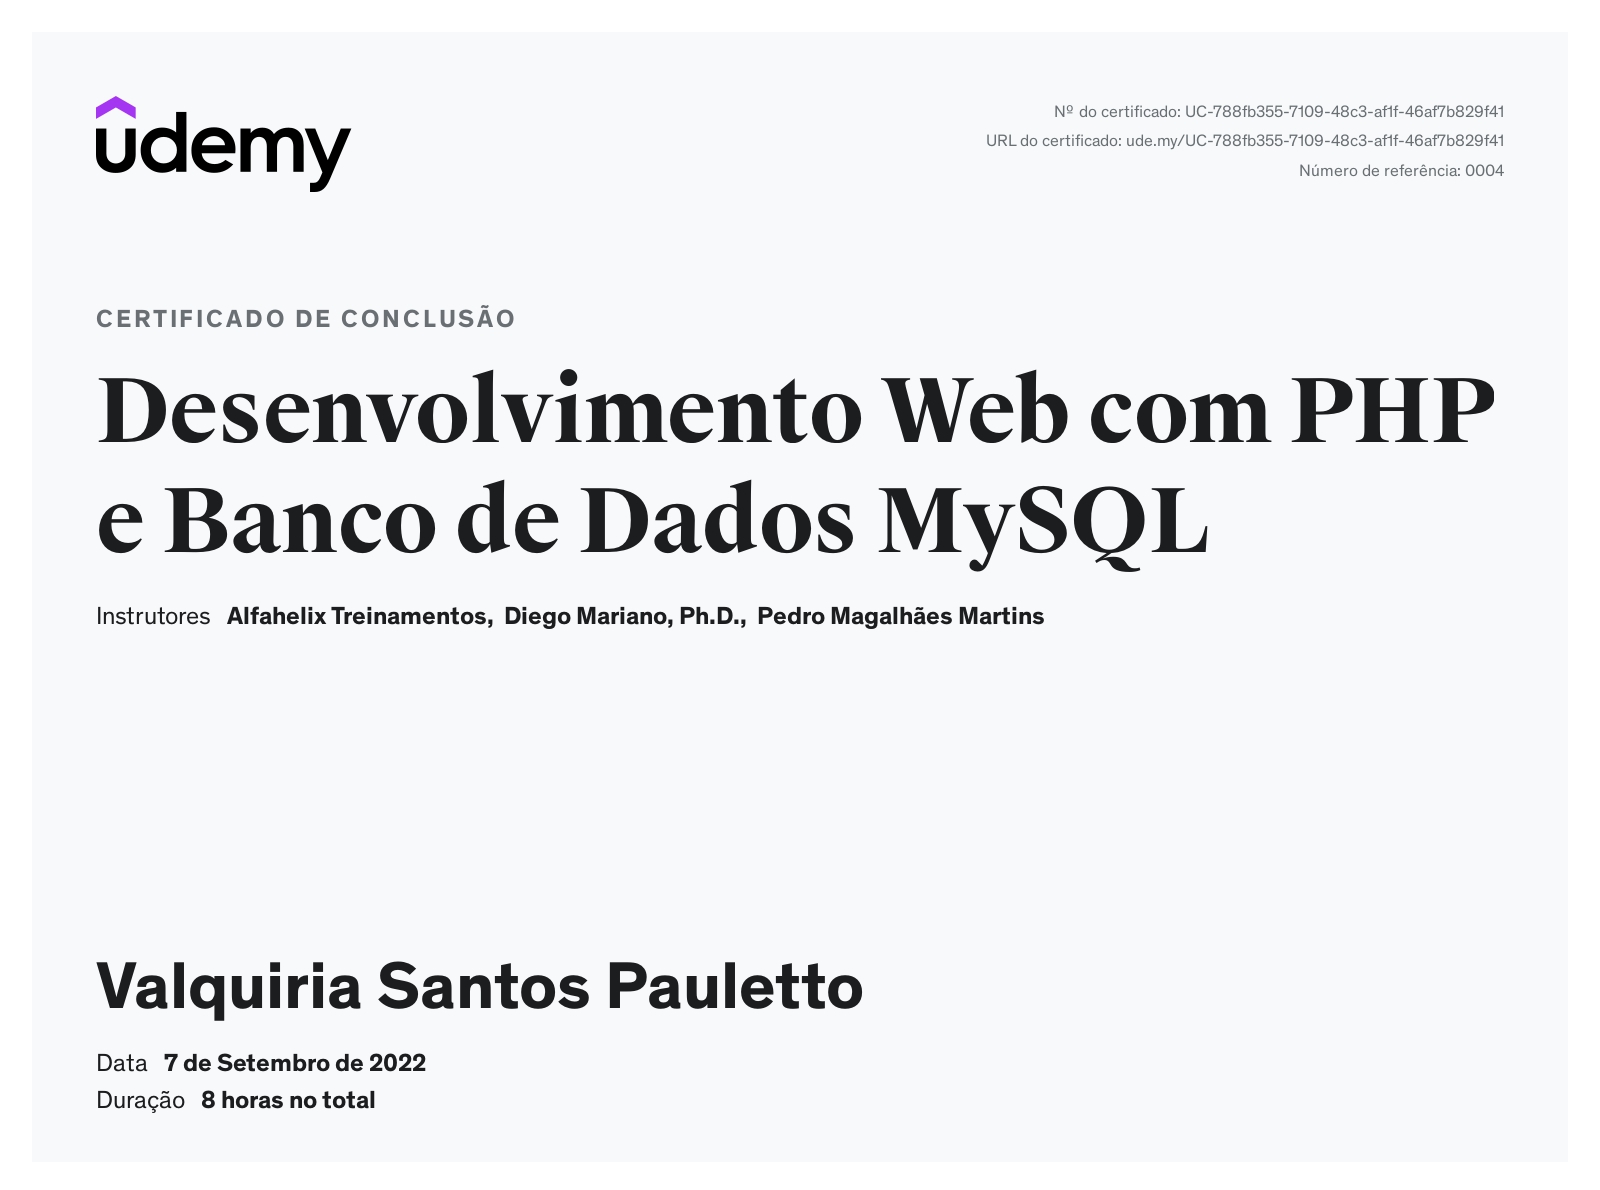 udemy
Nº do certificado: UC-788fb355-7109-48c3-af1f-46af7b829f41
URL do certificado: ude.my/UC-788fb355-7109-48c3-af1f-46af7b829f41
Número de referência: 0004
CERTIFICADO DE CONCLUSÃO
Desenvolvimento Web com PHP
e Banco de Dados MySQL
Instrutores Alfahelix Treinamentos, Diego Mariano, Ph.D., Pedro Magalhães Martins
Valquiria Santos Pauletto
Data 7 de Setembro de 2022
Duração 8 horas no total